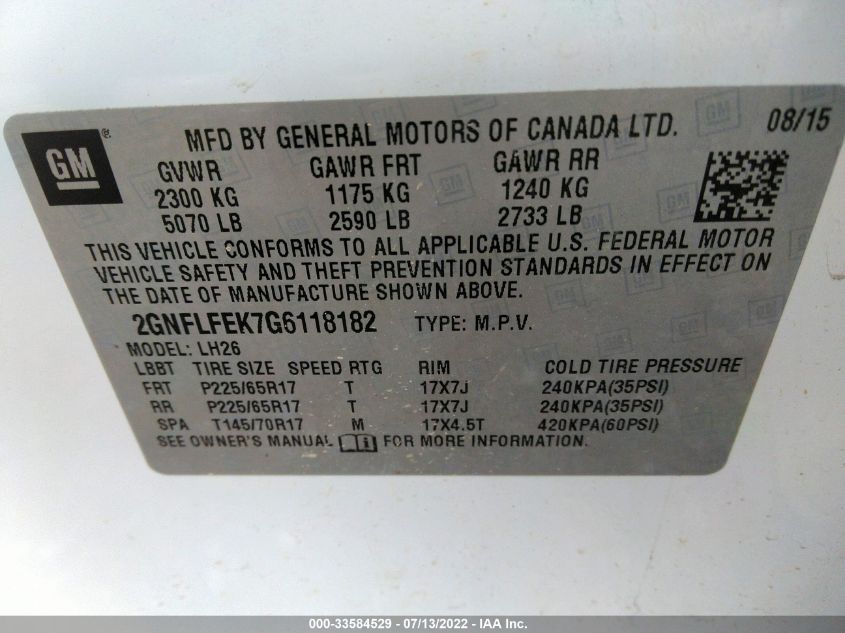 GM
MFD BY GENERAL MOTORS OF CANADA LTD. 08/15
GVWR GAWR FRT GAWR RR
2300 KG 1175 KG 1240 KG
5070 LB 2590 LB 2733 LB
THIS VEHICLE CONFORMS TO ALL APPLICABLE U.S. FEDERAL MOTOR
VEHICLE SAFETY AND THEFT PREVENTION STANDARDS IN EFFECT ON
THE DATE OF MANUFACTURE SHOWN ABOVE.
2GNFLFEK7G6118182 TYPE: M.P.V.
MODEL: LH26
LBBT TIRE SIZE SPEED RTG RIM COLD TIRE PRESSURE
FRT P225/65R17 T 17X7J 240KPA(35PSI)
RR P225/65R17 T 17X7J 240KPA(35PSI)
SPA T145/70R17 M 17X4.5T 420KPA(60PSI)
SEE OWNER'S MANUAL FOR MORE INFORMATION.
000-33584529 - 07/13/2022 - IAAI.COM